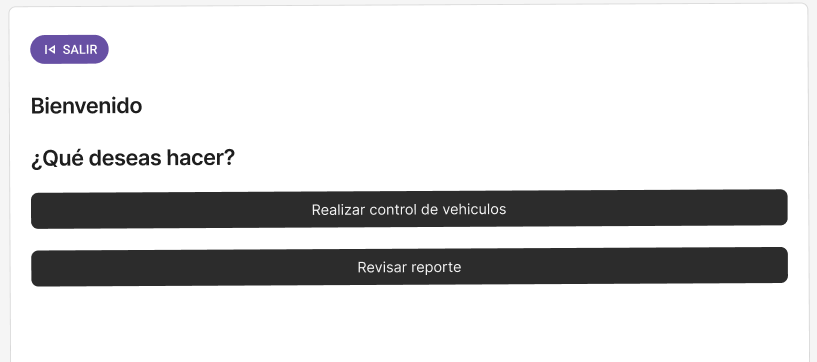 SALIR
Bienvenido
¿Qué deseas hacer?
Realizar control de vehiculos
Revisar reporte